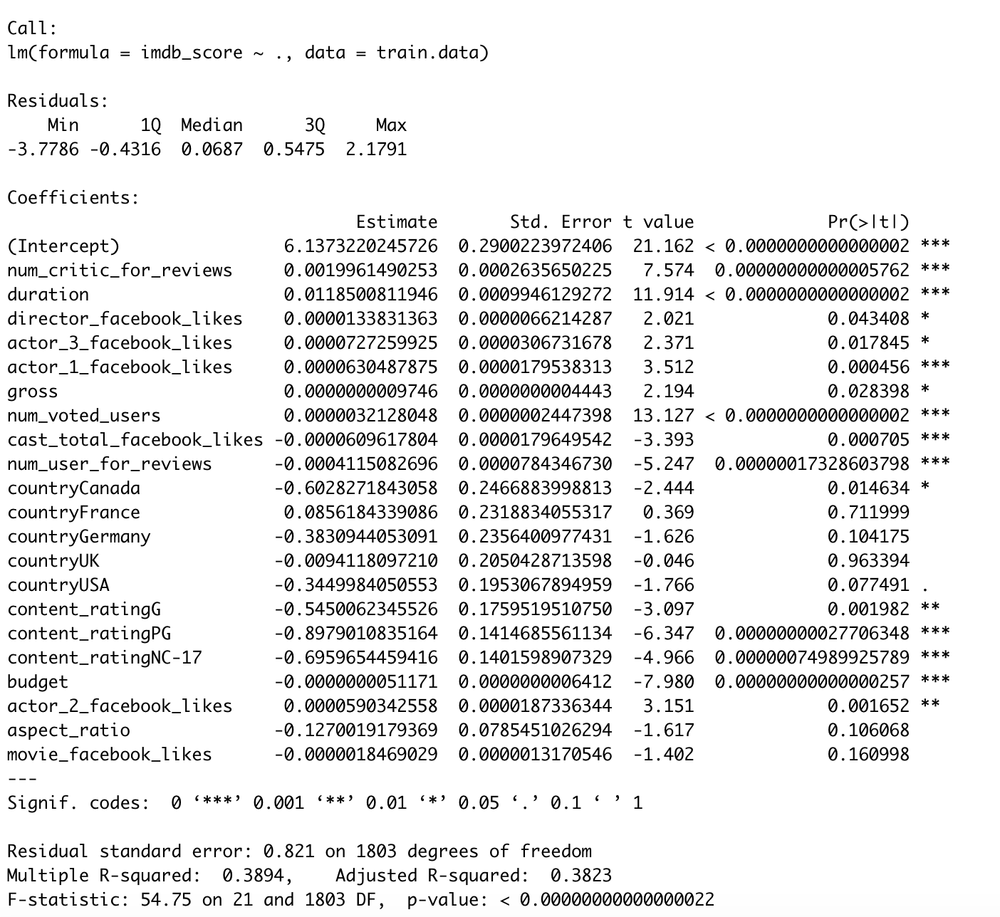 Call:
lm(formula = imdb_score ~ ., data = train.data)
Residuals:
Min 1Q Median 3Q Max
-3.7786 -0.4316 0.0687 0.5475 2.1791
Coefficients:
Estimate Std. Error t value Pr(>|t|)
(Intercept) 6.1373220245726 0.2900223972406 21.162 < 0.0000000000000002 ***
num_critic_for_reviews 0.0019961490253 0.0002635650225 7.574 0.00000000000005762 ***
duration 0.0118500811946 0.0009946129272 11.914 < 0.0000000000000002 ***
director_facebook_likes 0.0000133831363 0.0000066214287 2.021 0.043408 *
actor_3_facebook_likes 0.0000727259925 0.0000306731678 2.371 0.017845 *
actor_1_facebook_likes 0.0000630487875 0.0000179538313 3.512 0.000456 ***
gross 0.0000000009746 0.0000000004443 2.194 0.028398 *
num_voted_users 0.0000032128048 0.0000002447398 13.127 < 0.0000000000000002 ***
cast_total_facebook_likes -0.0000609617804 0.0000179649542 -3.393 0.000705 ***
num_user_for_reviews -0.0004115082696 0.0000784346730 -5.247 0.00000017328603798 ***
countryCanada -0.6028271843058 0.2466883998813 -2.444 0.014634 *
countryFrance 0.0856184339086 0.2318834055317 0.369 0.711999
countryGermany -0.3830944053091 0.2356400977431 -1.626 0.104175
countryUK -0.0094118097210 0.2050428713598 -0.046 0.963394
countryUSA -0.3449984050553 0.1953067894959 -1.766 0.077491 .
content_ratingG -0.5450062345526 0.1759519510750 -3.097 0.001982 **
content_ratingPG -0.8979010835164 0.1414685561134 -6.347 0.00000000027706348 ***
content_ratingNC-17 -0.6959654459416 0.1401598907329 -4.966 0.00000074989925789 ***
budget -0.0000000051171 0.0000000006412 -7.980 0.00000000000000257 ***
actor_2_facebook_likes 0.0000590342558 0.0000187336344 3.151 0.001652 **
aspect_ratio -0.1270019179369 0.0785451026294 -1.617 0.106068
movie_facebook_likes -0.0000018469029 0.0000013170546 -1.402 0.160998
---
Signif. codes: 0 ‘***’ 0.001 ‘**’ 0.01 ‘*’ 0.05 ‘.’ 0.1 ‘ ’ 1
Residual standard error: 0.821 on 1803 degrees of freedom
Multiple R-squared: 0.3894, Adjusted R-squared: 0.3823
F-statistic: 54.75 on 21 and 1803 DF, p-value: < 0.00000000000000022